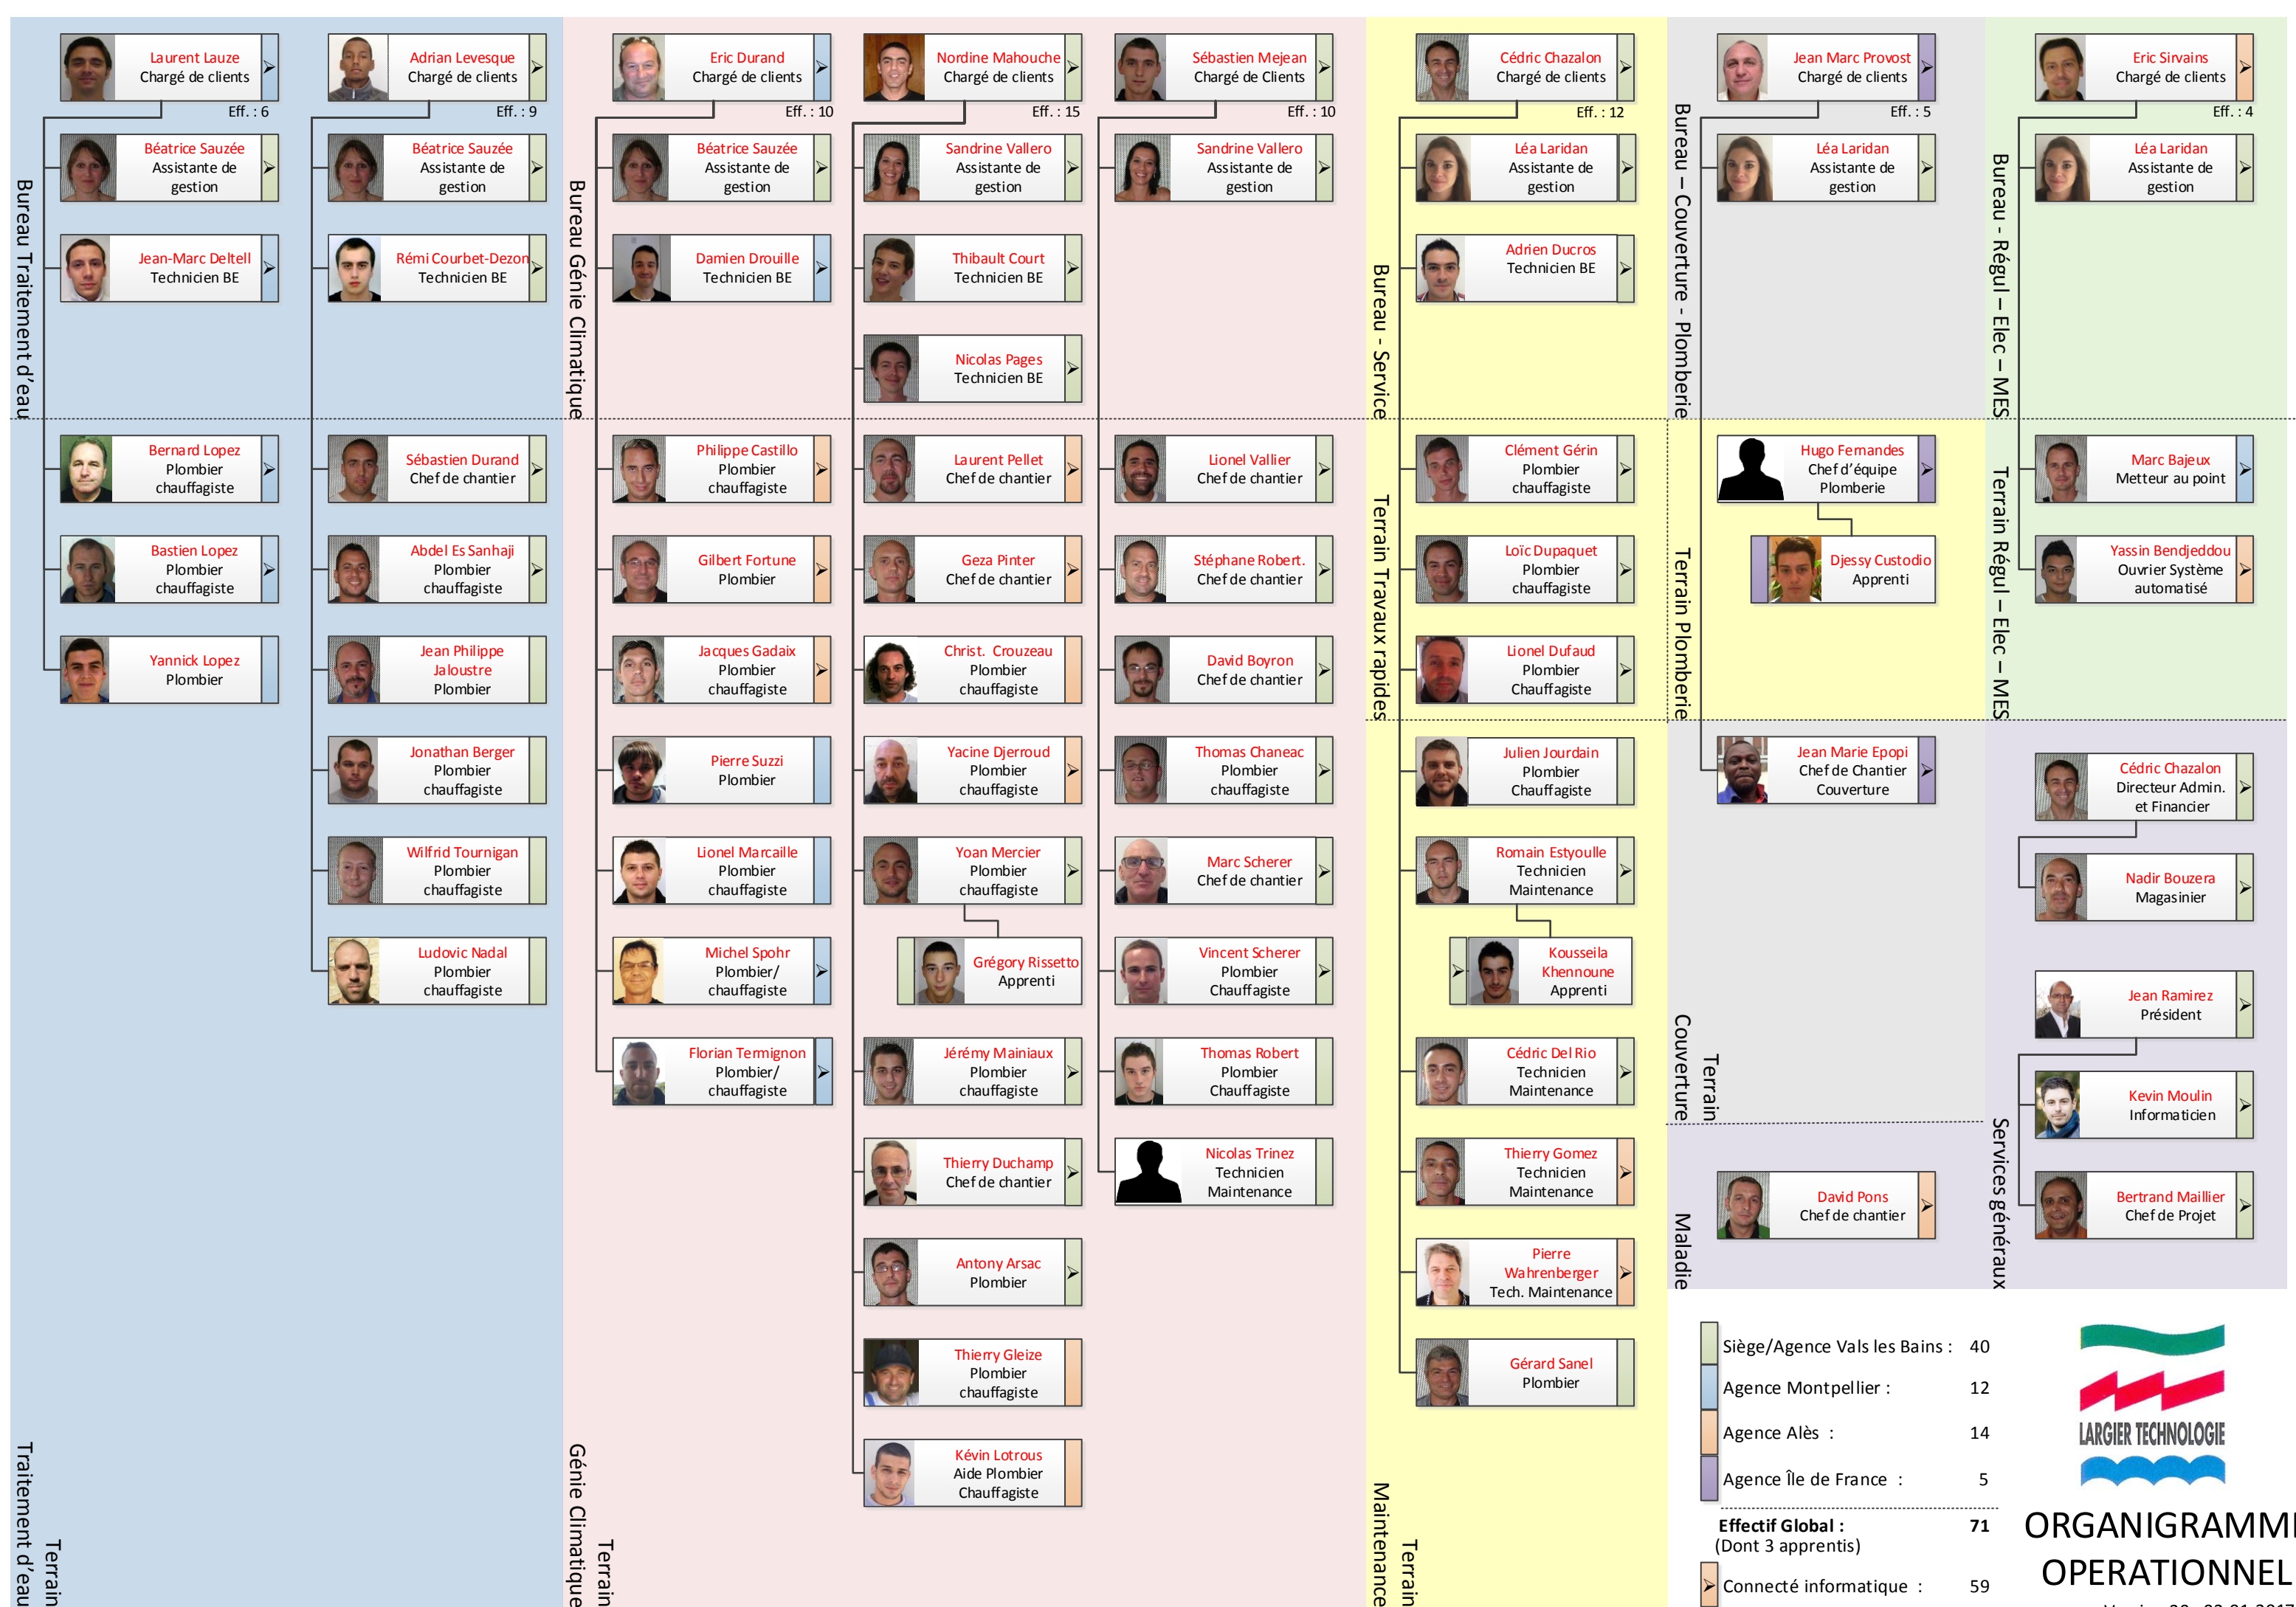 Bureau Traitement d’eau
Terrain
Traitement d’eau
Laurent Lauze
Chargé de clients
Eff. : 6
Béatrice Sauzée
Assistante de
gestion
Jean-Marc Deltell
Technicien BE
Bernard Lopez
Plombier
chauffagiste
Bastien Lopez
Plombier
chauffagiste
Yannick Lopez
Plombier
Adrian Levesque
Chargé de clients
Eff. : 9
Béatrice Sauzée
Assistante de
gestion
Rémi Courbet-Dezon
Technicien BE
Sébastien Durand
Chef de chantier
Abdel Es Sanhaji
Plombier
chauffagiste
Jean Philippe
Jaloustre
Plombier
Jonathan Berger
Plombier
chauffagiste
Wilfrid Tournigan
Plombier
chauffagiste
Ludovic Nadal
Plombier
chauffagiste
Bureau Génie Climatique
Terrain
Génie Climatique
Eric Durand
Chargé de clients
Eff. : 10
Béatrice Sauzée
Assistante de
gestion
Damien Drouille
Technicien BE
Philippe Castillo
Plombier
chauffagiste
Gilbert Fortune
Plombier
Jacques Gadaix
Plombier
chauffagiste
Pierre Suzzi
Plombier
Lionel Marcaille
Plombier
chauffagiste
Michel Spohr
Plombier/
chauffagiste
Florian Termignon
Plombier/
chauffagiste
Nordine Mahouche
Chargé de clients
Eff. : 15
Sandrine Vallero
Assistante de
gestion
Thibault Court
Technicien BE
Nicolas Pages
Technicien BE
Laurent Pellet
Chef de chantier
Geza Pinter
Chef de chantier
Christ. Crouzeau
Plombier
chauffagiste
Yacine Djerroud
Plombier
chauffagiste
Yoan Mercier
Plombier
chauffagiste
Grégory Rissetto
Apprenti
Jérémy Mainiaux
Plombier
chauffagiste
Thierry Duchamp
Chef de chantier
Antony Arsac
Plombier
Thierry Gleize
Plombier
chauffagiste
Kévin Lotrous
Aide Plombier
Chauffagiste
Sébastien Mejean
Chargé de Clients
Eff. : 10
Sandrine Vallero
Assistante de
gestion
Lionel Vallier
Chef de chantier
Stéphane Robert.
Chef de chantier
David Boyron
Chef de chantier
Thomas Chaneac
Plombier
chauffagiste
Marc Scherer
Chef de chantier
Vincent Scherer
Plombier
Chauffagiste
Thomas Robert
Plombier
Chauffagiste
Nicolas Trinez
Technicien
Maintenance
Bureau - Service
Terrain Travaux rapides
Terrain
Maintenance
Cédric Chazalon
Chargé de clients
Eff. : 12
Léa Laridan
Assistante de
gestion
Adrien Ducros
Technicien BE
Clément Gérin
Plombier
chauffagiste
Loïc Dupaquet
Plombier
chauffagiste
Lionel Dufaud
Plombier
Chauffagiste
Julien Jourdain
Plombier
Chauffagiste
Romain Estyoulle
Technicien
Maintenance
Kousseila
Khennoune
Apprenti
Cédric Del Rio
Technicien
Maintenance
Thierry Gomez
Technicien
Maintenance
Pierre
Wahrenberger
Tech. Maintenance
Gérard Sanel
Plombier
Bureau – Couverture - Plomberie
Terrain Plomberie
Terrain
Couverture
Maladie
Jean Marc Provost
Chargé de clients
Eff. : 5
Léa Laridan
Assistante de
gestion
Hugo Fernandes
Chef d’équipe
Plomberie
Djessy Custodio
Apprenti
Jean Marie Epopi
Chef de Chantier
Couverture
David Pons
Chef de chantier
Bureau - Régul – Elec – MES
Terrain Régul – Elec – MES
Services généraux
Eric Sirvains
Chargé de clients
Eff. : 4
Léa Laridan
Assistante de
gestion
Marc Bajeux
Metteur au point
Yassin Bendjeddou
Ouvrier Système
automatisé
Cédric Chazalon
Directeur Admin.
et Financier
Nadir Bouzera
Magasinier
Jean Ramirez
Président
Kevin Moulin
Informaticien
Bertrand Maillier
Chef de Projet
Siège/Agence Vals les Bains : 40
Agence Montpellier : 12
Agence Alès : 14
Agence Île de France : 5
Effectif Global : 71
(Dont 3 apprentis)
Connecté informatique : 59
LARGIER TECHNOLOGIE
ORGANIGRAMME
OPERATIONNEL